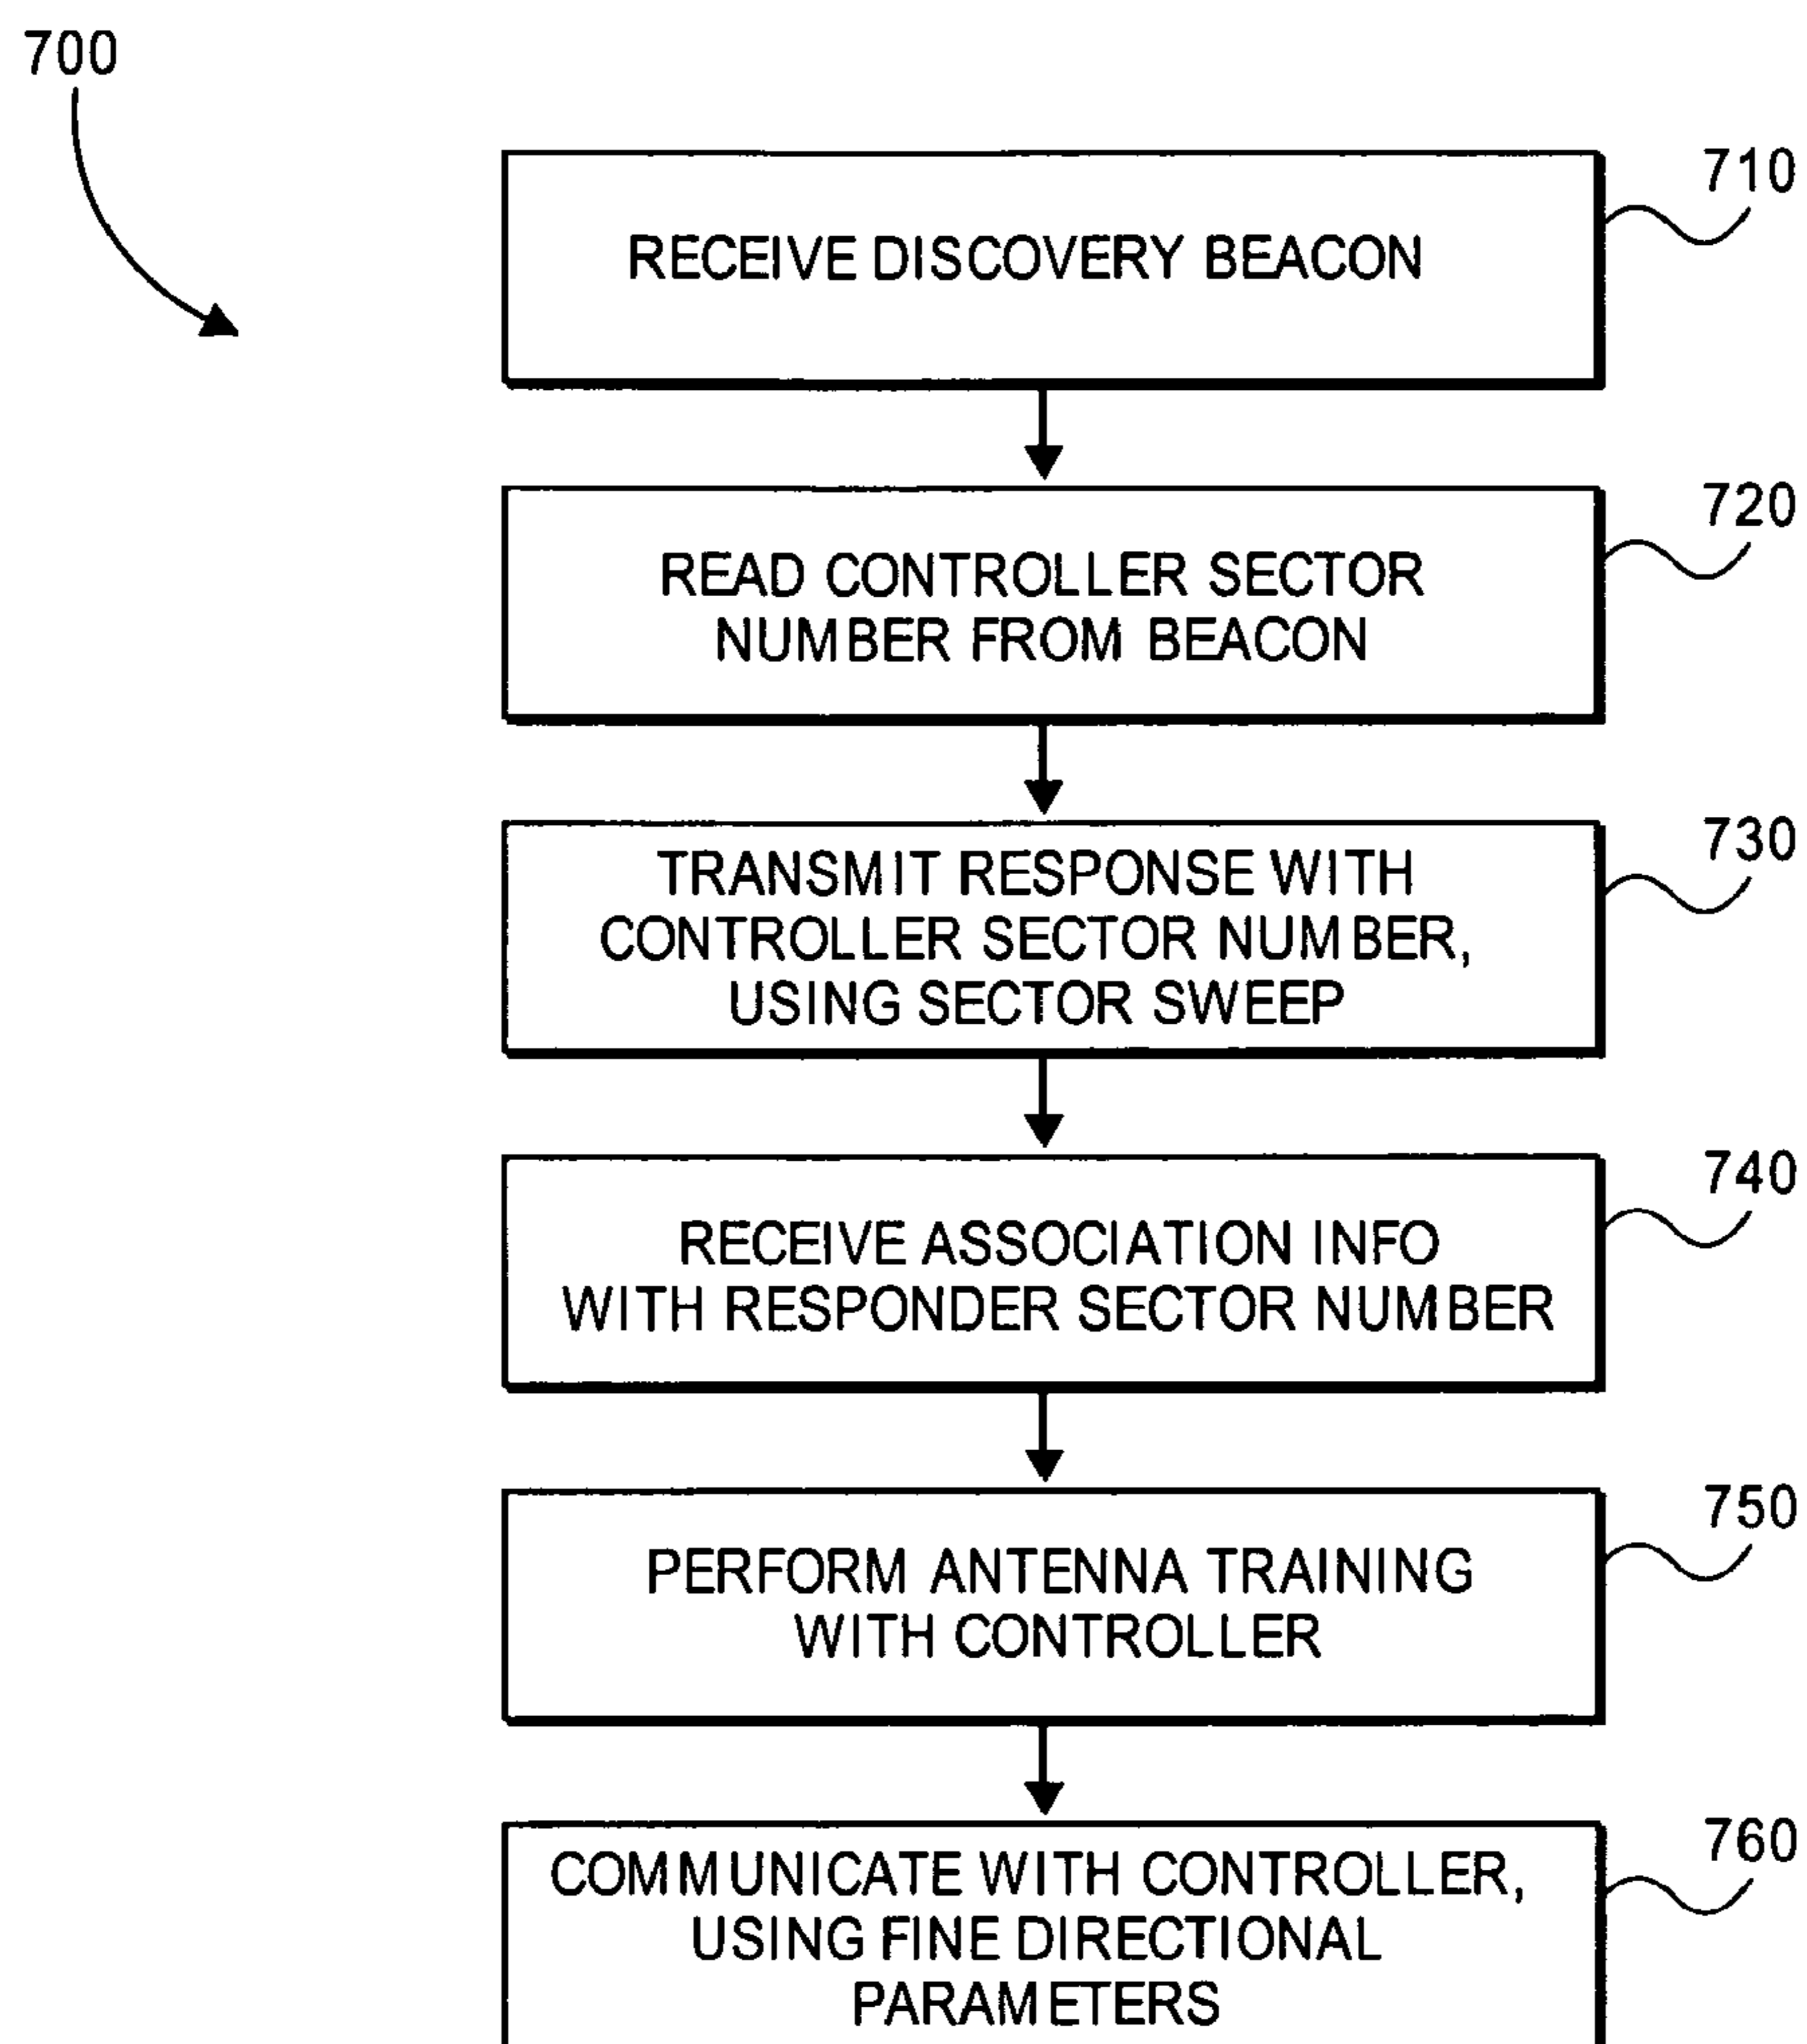 700
710
RECEIVE DISCOVERY BEACON
720
READ CONTROLLER SECTOR
NUMBER FROM BEACON
730
TRANSMIT RESPONSE WITH
CONTROLLER SECTOR NUMBER,
USING SECTOR SWEEP
740
RECEIVE ASSOCIATION INFO
WITH RESPONDER SECTOR NUMBER
750
PERFORM ANTENNA TRAINING
WITH CONTROLLER
760
COMMUNICATE WITH CONTROLLER,
USING FINE DIRECTIONAL
PARAMETERS